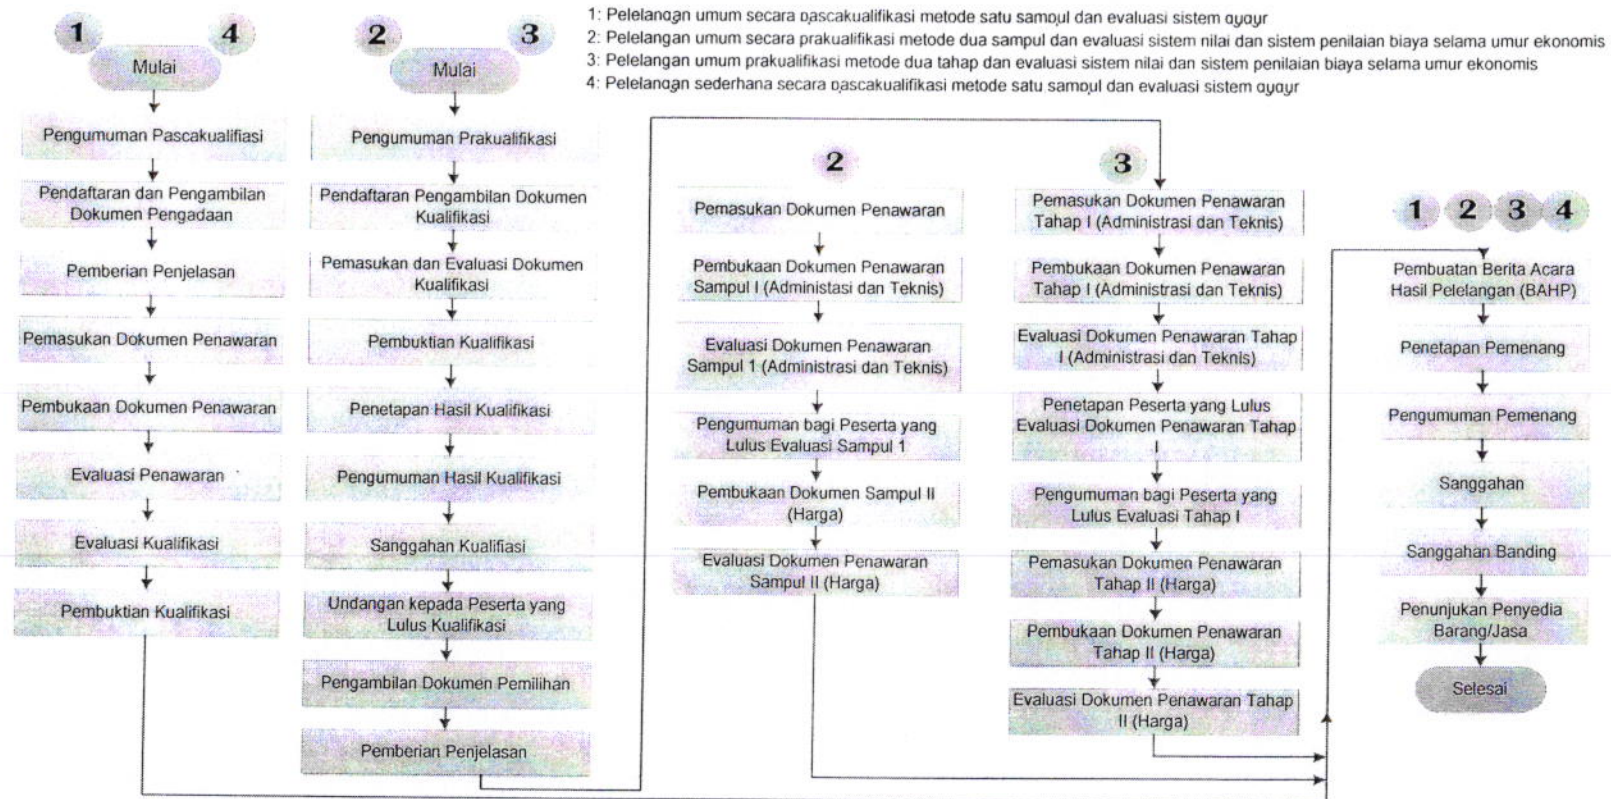 1: Pelelangan umum secara pascakualifikasi metode satu sampul dan evaluasi sistem gugur
2: Pelelangan umum secara prakualifikasi metode dua sampul dan evaluasi sistem nilai dan sistem penilaian biaya selama umur ekonomis
3: Pelelangan umum prakualifikasi metode dua tahap dan evaluasi sistem nilai dan sistem penilaian biaya selama umur ekonomis
4: Pelelangan sederhana secara pascakualifikasi metode satu sampul dan evaluasi sistem gugur
1 4
Mulai
Pengumuman Pascakualifiasi
Pendaftaran dan Pengambilan
Dokumen Pengadaan
Pemberian Penjelasan
Pemasukan Dokumen Penawaran
Pembukaan Dokumen Penawaran
Evaluasi Penawaran
Evaluasi Kualifikasi
Pembuktian Kualifikasi
2 3
Mulai
Pengumuman Prakualifikasi
Pendaftaran Pengambilan Dokumen
Kualifikasi
Pemasukan dan Evaluasi Dokumen
Kualifikasi
Pembuktian Kualifikasi
Penetapan Hasil Kualifikasi
Pengumuman Hasil Kualifikasi
Sanggahan Kualifiasi
Undangan kepada Peserta yang
Lulus Kualifikasi
Pengambilan Dokumen Pemilihan
Pemberian Penjelasan
2
Pemasukan Dokumen Penawaran
Pembukaan Dokumen Penawaran
Sampul I (Administasi dan Teknis)
Evaluasi Dokumen Penawaran
Sampul 1 (Administrasi dan Teknis)
Pengumuman bagi Peserta yang
Lulus Evaluasi Sampul 1
Pembukaan Dokumen Sampul II
(Harga)
Evaluasi Dokumen Penawaran
Sampul II (Harga)
3
Pemasukan Dokumen Penawaran
Tahap I (Administrasi dan Teknis)
Pembukaan Dokumen Penawaran
Tahap I (Administrasi dan Teknis)
Evaluasi Dokumen Penawaran Tahap
I (Administrasi dan Teknis)
Penetapan Peserta yang Lulus
Evaluasi Dokumen Penawaran Tahap
I
Pengumuman bagi Peserta yang
Lulus Evaluasi Tahap I
Pemasukan Dokumen Penawaran
Tahap II (Harga)
Pembukaan Dokumen Penawaran
Tahap II (Harga)
Evaluasi Dokumen Penawaran Tahap
II (Harga)
1 2 3 4
Pembuatan Berita Acara
Hasil Pelelangan (BAHP)
Penetapan Pemenang
Pengumuman Pemenang
Sanggahan
Sanggahan Banding
Penunjukan Penyedia
Barang/Jasa
Selesai